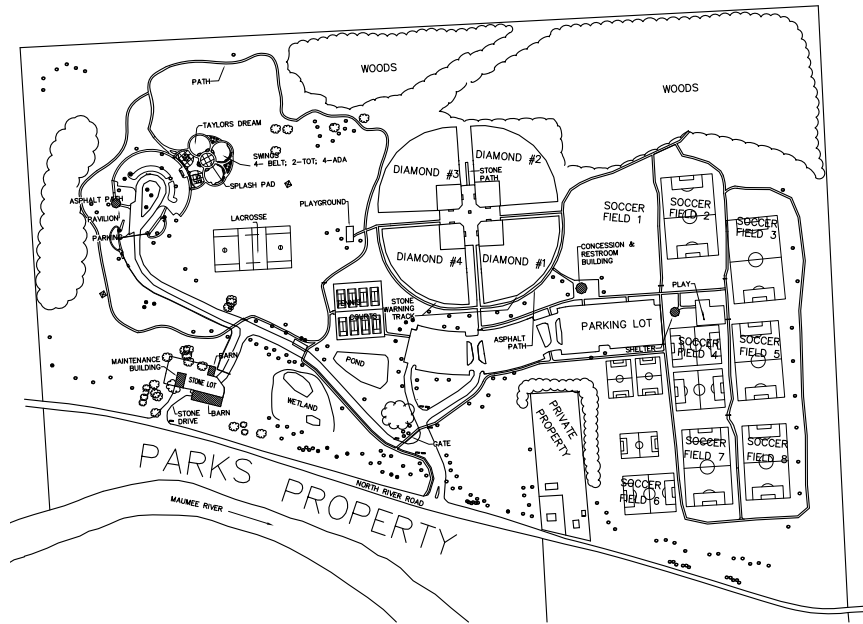 WOODS
WOODS
PATH
TAYLORS DREAM
SWINGS
4- BELT; 2-TOT; 4-ADA
SPLASH PAD
DIAMOND #3
DIAMOND #2
STONE
PATH
ASPHALT PATH
PAVILION
PARKING
LACROSSE
PLAYGROUND
SOCCER
FIELD 1
SOCCER
FIELD 2
SOCCER
FIELD 3
DIAMOND #4
DIAMOND #1
CONCESSION &
RESTROOM
BUILDING
TENNIS
COURTS
STONE
WARNING
TRACK
PLAY
ASPHALT
PATH
PARKING LOT
SHELTER
SOCCER
FIELD 4
SOCCER
FIELD 5
MAINTENANCE
BUILDING
BARN
STONE LOT
POND
STONE
DRIVE
BARN
WETLAND
PRIVATE
PROPERTY
GATE
SOCCER
FIELD 7
SOCCER
FIELD 8
SOCCER
FIELD 6
PARKS PROPERTY
NORTH RIVER ROAD
MAUMEE RIVER